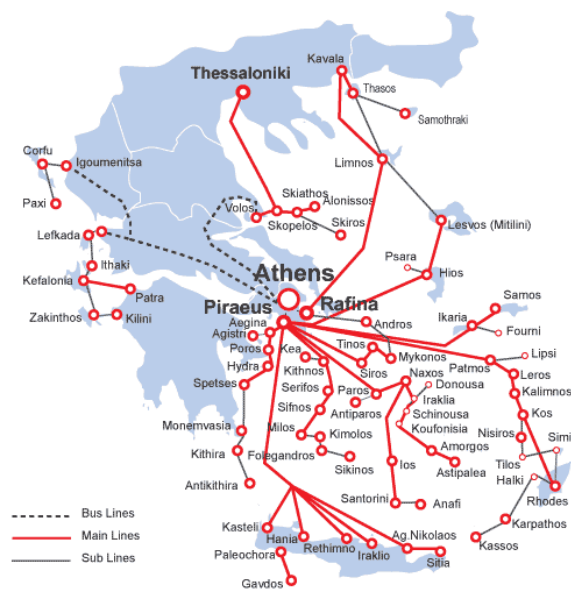 Kavala
Thessaloniki
Thasos
Samothraki
Corfu
Igoumenitsa
Limnos
Paxi
Volos
Skiathos
Alonissos
Skopelos
Skiros
Lesvos (Mitilini)
Lefkada
Ithaki
Psara
Hios
Kefalonia
Athens
Patra
Piraeus
Rafina
Samos
Zakinthos
Kilini
Aegina
Andros
Ikaria
Fourni
Agistri
Tinos
Poros
Kea
Mykonos
Lipsi
Hydra
Kithnos
Siros
Naxos
Patmos
Leros
Spetses
Serifos
Paros
Donousa
Kalimnos
Iraklia
Sifnos
Antiparos
Schinousa
Kos
Monemvasia
Milos
Kimolos
Koufonisia
Nisiros
Simi
Kithira
Folegandros
Amorgos
Tilos
Sikinos
Ios
Astipalea
Halki
Antikithira
Rhodes
Santorini
Anafi
Karpathos
Bus Lines
Kasteli
Ag.Nikolaos
Main Lines
Hania
Rethimno
Kassos
Paleochora
Iraklio
Sitia
Sub Lines
Gavdos